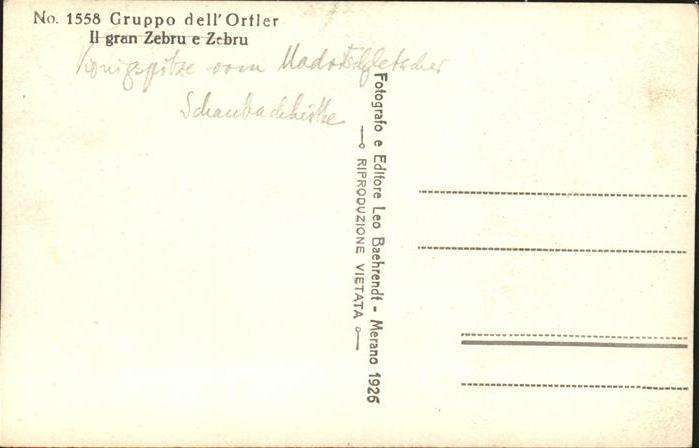 No. 1558 Gruppo dell'Ortler
Il gran Zebru e Zebru
Königspitze vom
Schaubachhütte
Fotografo e Editore Leo Baehrendt - Merano 1926
RIPRODUZIONE VIETATA